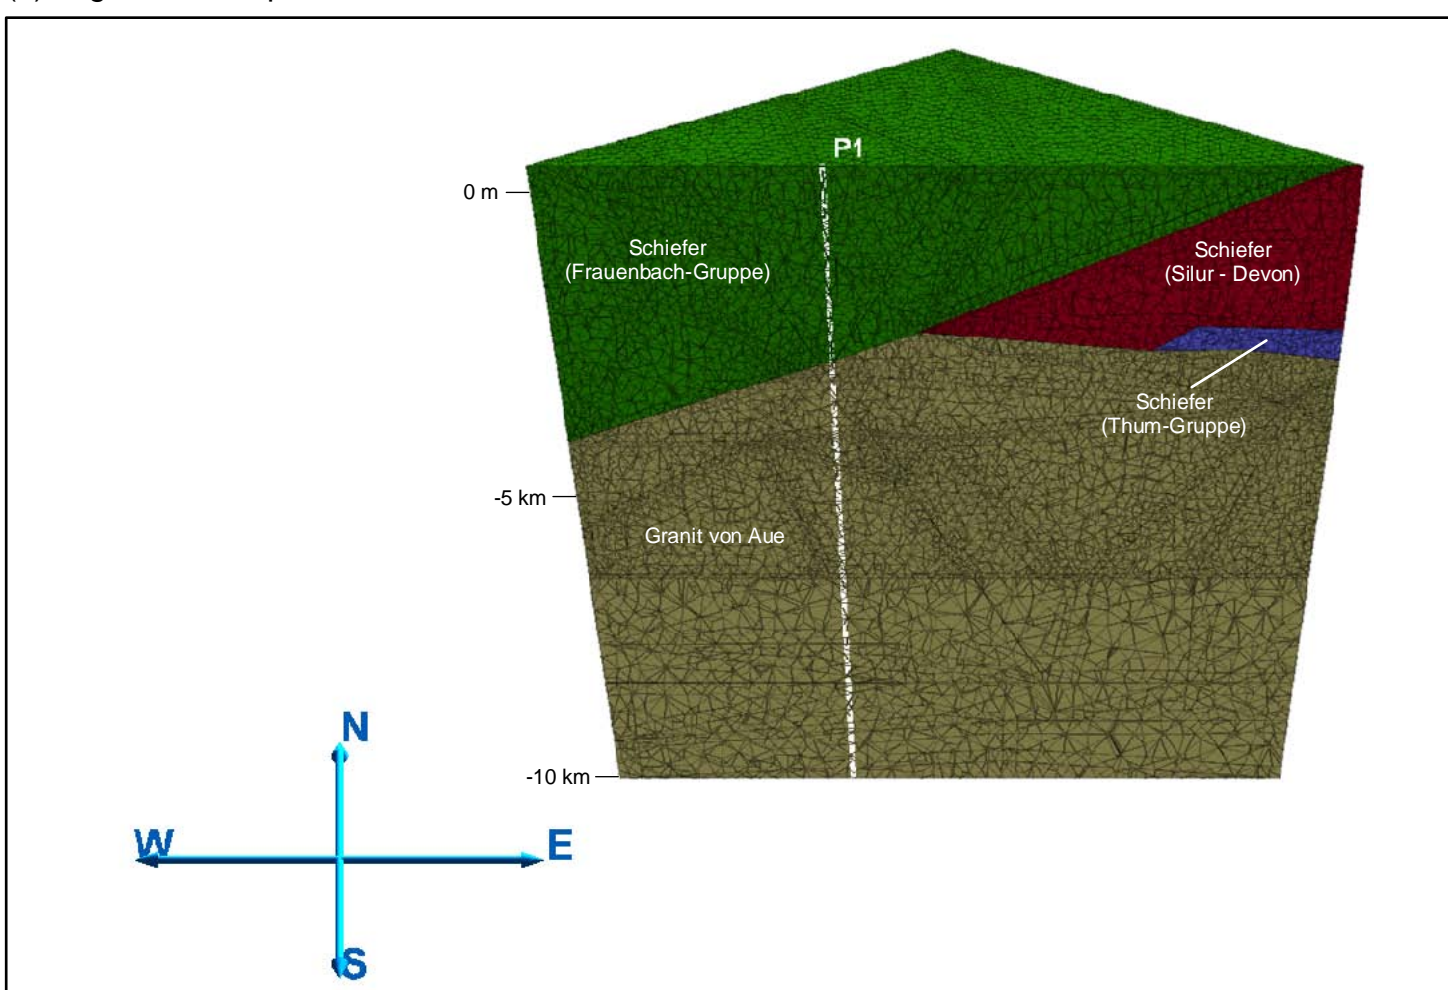 P1
0 m
Schiefer
(Frauenbach-Gruppe)
Schiefer
(Silur - Devon)
Schiefer
(Thum-Gruppe)
-5 km
Granit von Aue
-10 km
N
W
E
S